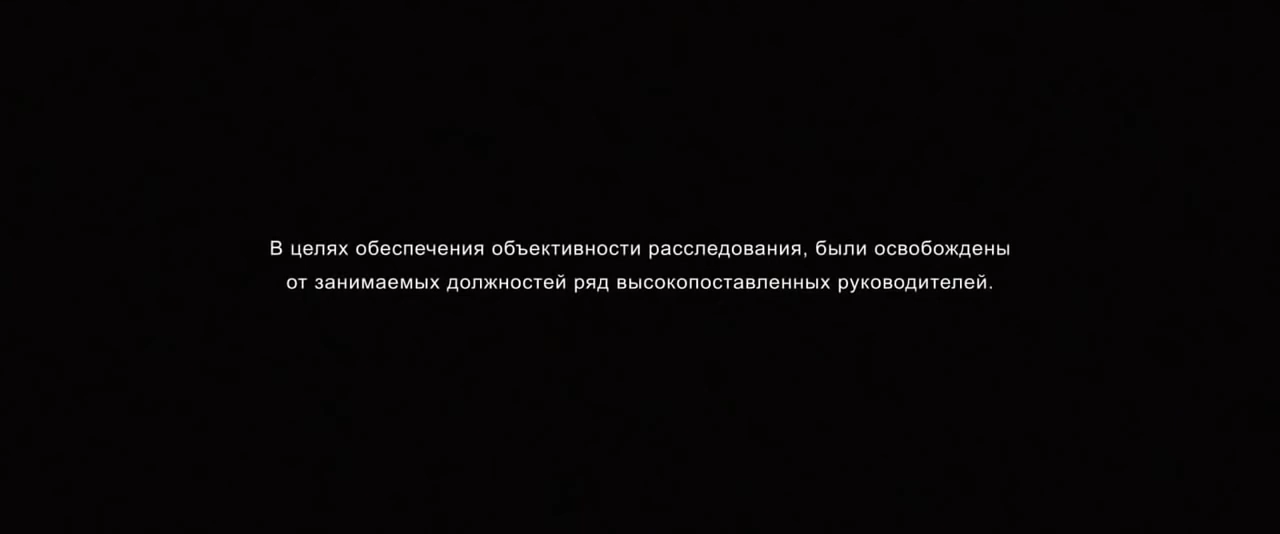 В целях обеспечения объективности расследования, были освобождены
от занимаемых должностей ряд высокопоставленных руководителей.